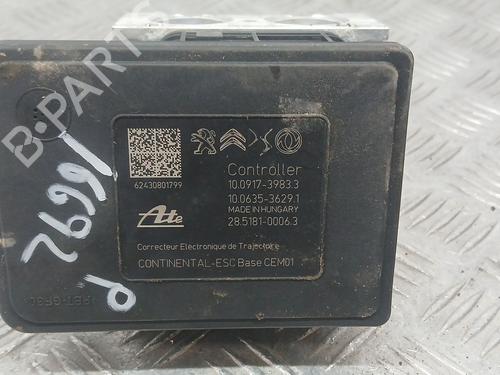 B-PARTS
Controller
62430801799
10.0917-3983.3
10.0635-3629.1
MADE IN HUNGARY
28.5181-0006.3
Ate
Correcteur Electronique de Trajectoire
CONTINENTAL-ESC Base CEM01